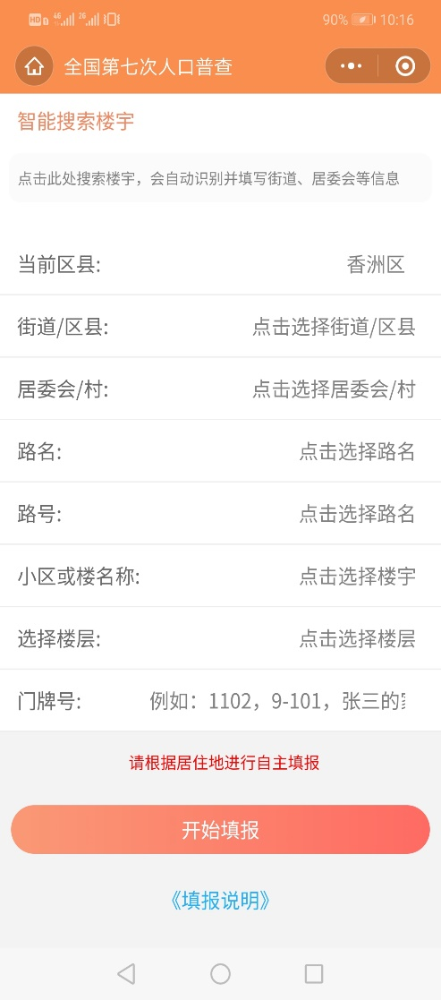 HD 1 4G 2G 90% 10:16
全国第七次人口普查
智能搜索楼宇
点击此处搜索楼宇，会自动识别并填写街道、居委会等信息
当前区县: 香洲区
街道/区县: 点击选择街道/区县
居委会/村: 点击选择居委会/村
路名: 点击选择路名
路号: 点击选择路名
小区或楼名称: 点击选择楼宇
选择楼层: 点击选择楼层
门牌号: 例如：1102，9-101，张三的
请根据居住地进行自主填报
开始填报
《填报说明》